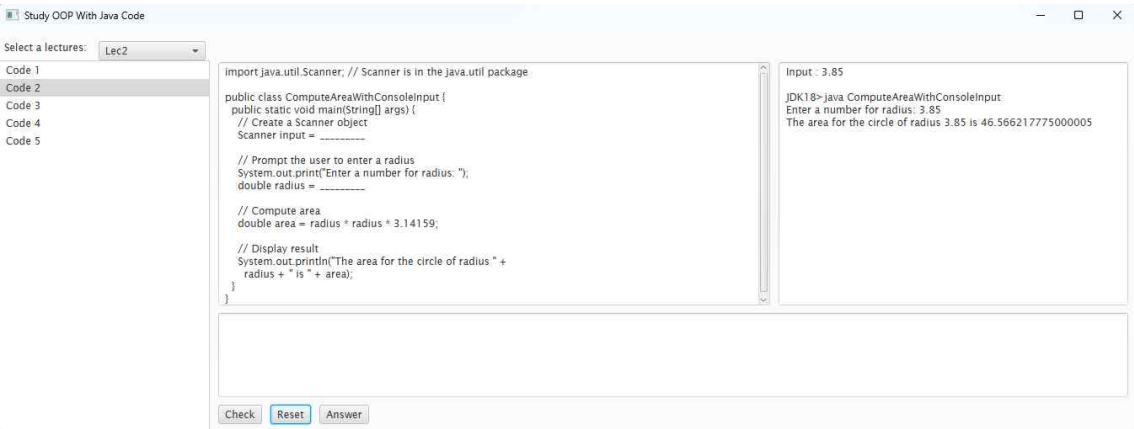 Study OOP With Java Code
Select a lectures: Lec2
Code 1
Code 2
Code 3
Code 4
Code 5
import java.util.Scanner; // Scanner is in the java.util package
public class ComputeAreaWithConsoleInput {
public static void main(String[] args) {
// Create a Scanner object
Scanner input = _________
// Prompt the user to enter a radius
System.out.print("Enter a number for radius: ");
double radius = _________
// Compute area
double area = radius * radius * 3.14159;
// Display result
System.out.println("The area for the circle of radius " +
radius + " is " + area);
}
}
Input : 3.85
JDK18>java ComputeAreaWithConsoleInput
Enter a number for radius: 3.85
The area for the circle of radius 3.85 is 46.566217775000005
Check Reset Answer